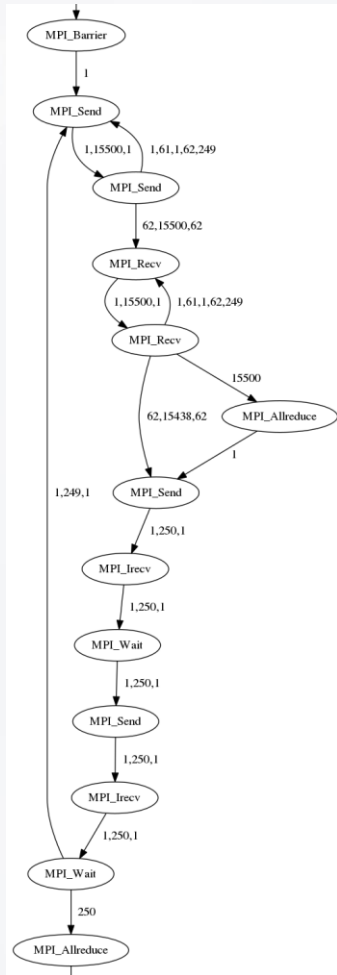 MPI_Barrier
1
MPI_Send
1,15500,1
1,61,1,62,249
MPI_Send
62,15500,62
MPI_Recv
1,15500,1
1,61,1,62,249
MPI_Recv
15500
62,15438,62
MPI_Allreduce
1
1,249,1
MPI_Send
1,250,1
MPI_Irecv
1,250,1
MPI_Wait
1,250,1
MPI_Send
1,250,1
MPI_Irecv
1,250,1
MPI_Wait
250
MPI_Allreduce